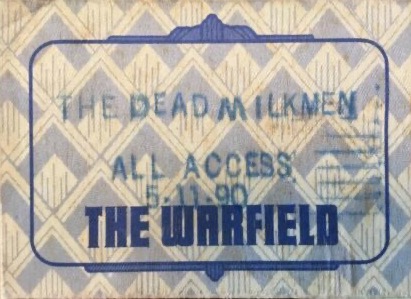 THE DEAD MILKMEN
ALL ACCESS
5.11.90
THE WARFIELD